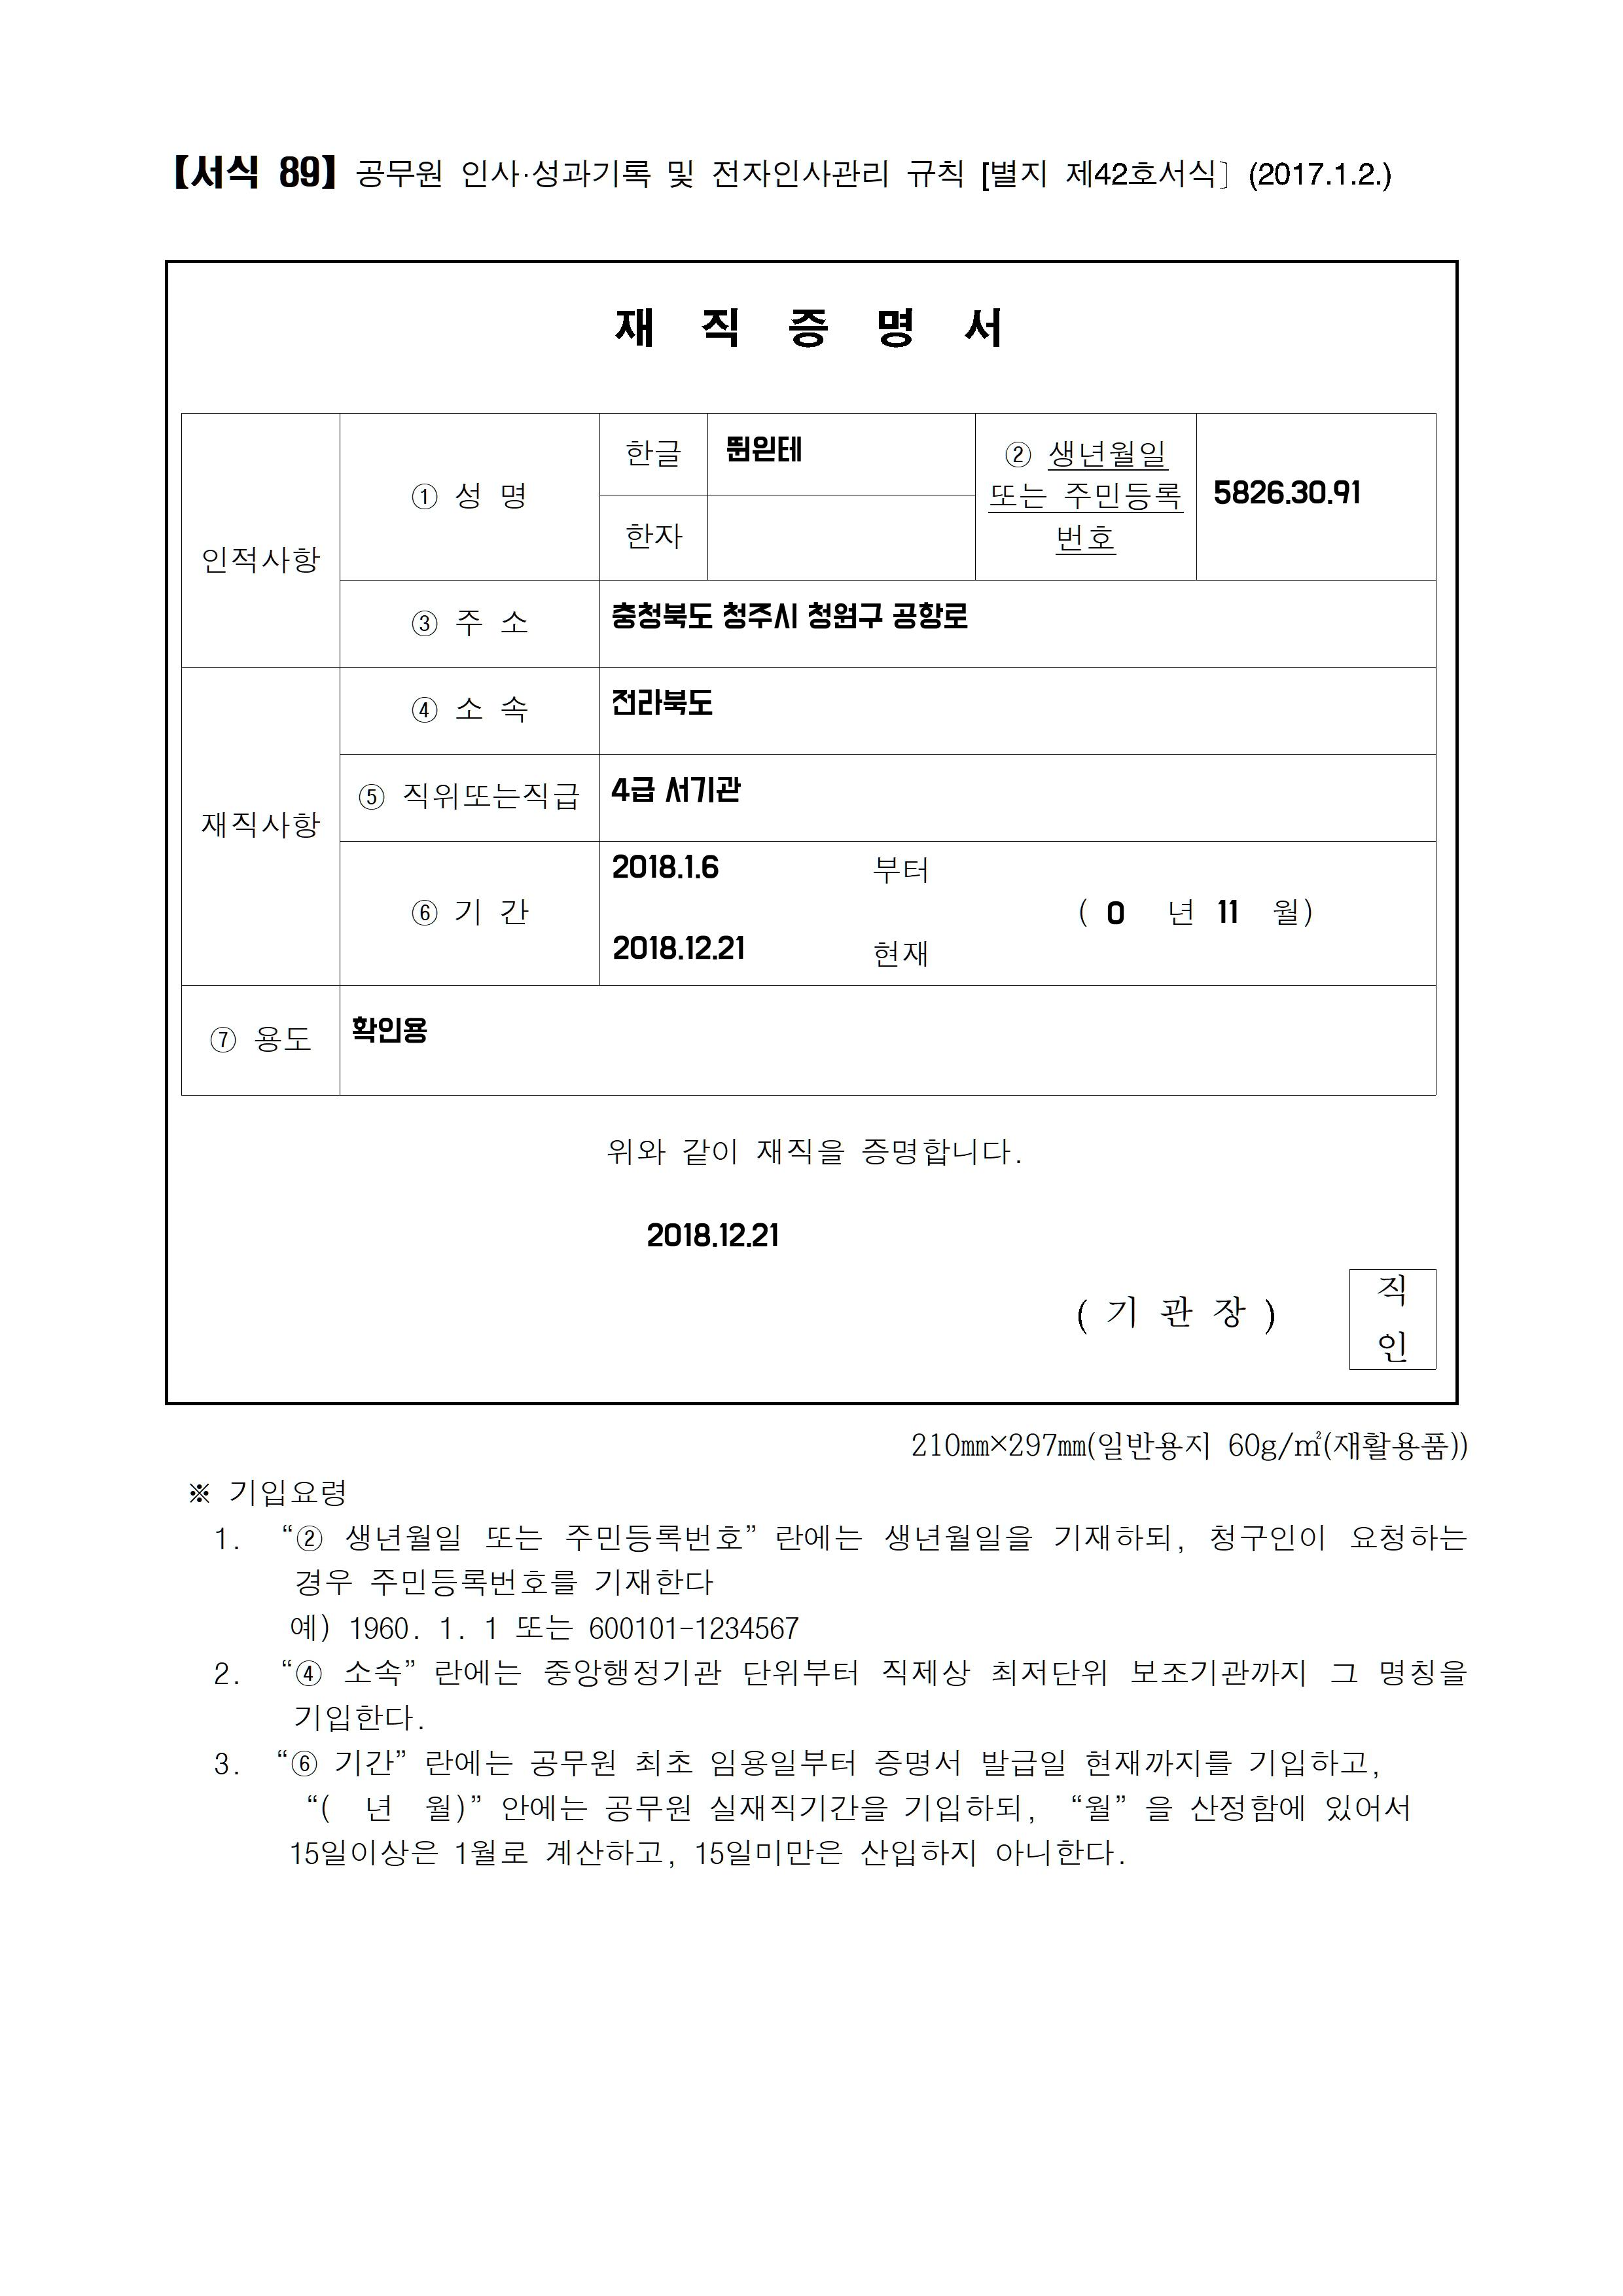 【서식 89】 공무원 인사·성과기록 및 전자인사관리 규칙 [별지 제42호서식] (2017.1.2.)
재 직 증 명 서
인적사항
① 성 명
한글
뛈읜테
한자
② 생년월일
또는 주민등록
번호
5826.30.91
③ 주 소
충청북도 청주시 청원구 공항로
재직사항
④ 소 속
전라북도
⑤ 직위또는직급
4급 서기관
⑥ 기 간
2018.1.6 부터
( 0 년 11 월)
2018.12.21 현재
⑦ 용도
확인용
위와 같이 재직을 증명합니다.
2018.12.21
( 기 관 장 )
직
인
210㎜×297㎜(일반용지 60g/㎡(재활용품))
※ 기입요령
1. “② 생년월일 또는 주민등록번호” 란에는 생년월일을 기재하되, 청구인이 요청하는
경우 주민등록번호를 기재한다
예) 1960. 1. 1 또는 600101-1234567
2. “④ 소속” 란에는 중앙행정기관 단위부터 직제상 최저단위 보조기관까지 그 명칭을
기입한다.
3. “⑥ 기간” 란에는 공무원 최초 임용일부터 증명서 발급일 현재까지를 기입하고,
“( 년 월)” 안에는 공무원 실재직기간을 기입하되, “월” 을 산정함에 있어서
15일이상은 1월로 계산하고, 15일미만은 산입하지 아니한다.